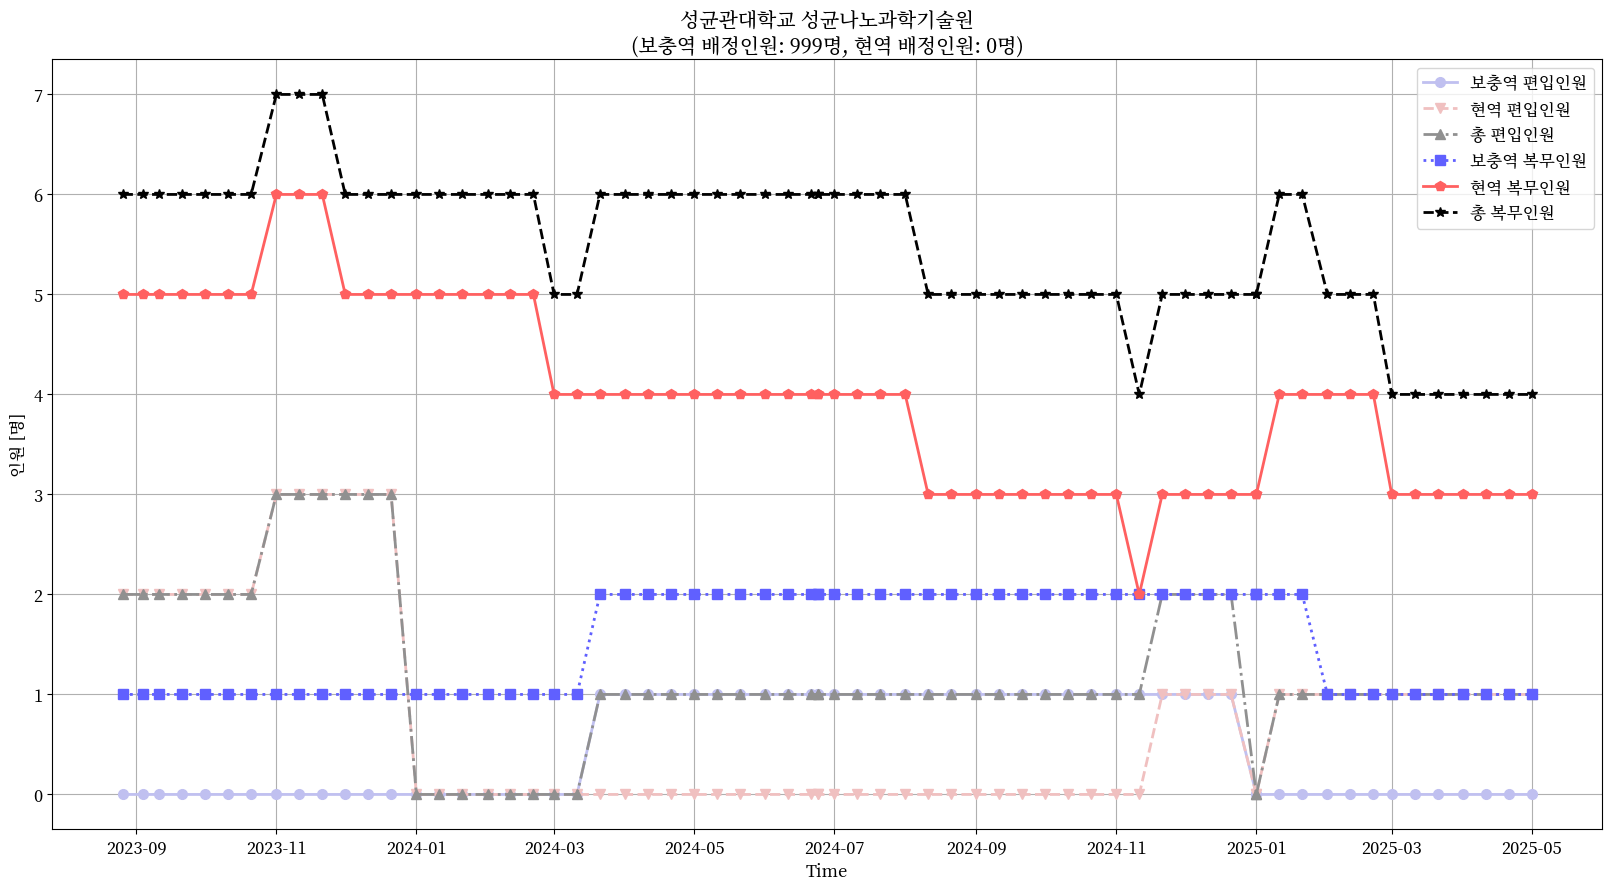 성균관대학교 성균나노과학기술원
(보충역 배정인원: 999명, 현역 배정인원: 0명)
보충역 편입인원
현역 편입인원
총 편입인원
보충역 복무인원
현역 복무인원
총 복무인원
인원 [명]
7
6
5
4
3
2
1
0
2023-09
2023-11
2024-01
2024-03
2024-05
2024-07
2024-09
2024-11
2025-01
2025-03
2025-05
Time